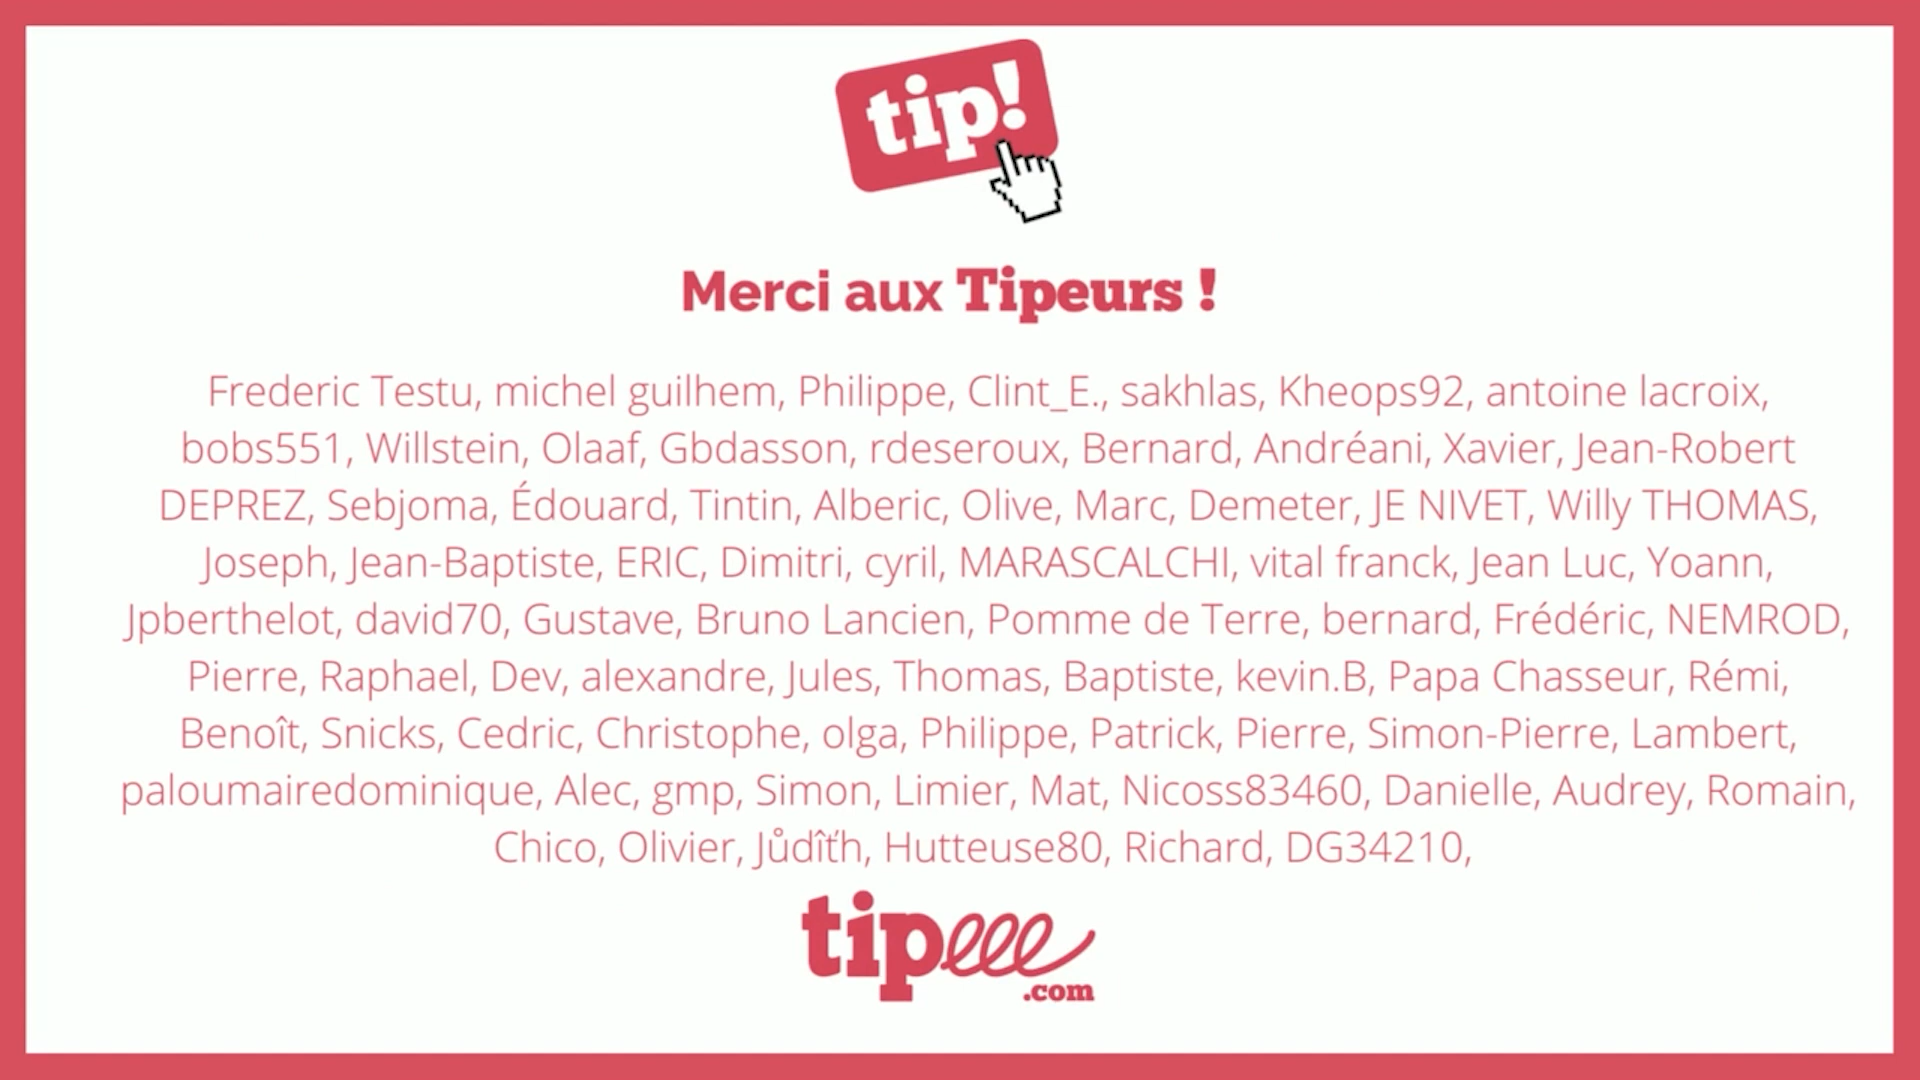 tip!
Merci aux Tipeurs !
Frederic Testu, michel guilhem, Philippe, Clint_E., sakhlas, Kheops92, antoine lacroix,
bobs551, Willstein, Olaaf, Gbdasson, rdeseroux, Bernard, Andréani, Xavier, Jean-Robert
DEPREZ, Sebjoma, Édouard, Tintin, Alberic, Olive, Marc, Demeter, JE NIVET, Willy THOMAS,
Joseph, Jean-Baptiste, ERIC, Dimitri, cyril, MARASCALCHI, vital franck, Jean Luc, Yoann,
Jpberthelot, david70, Gustave, Bruno Lancien, Pomme de Terre, bernard, Frédéric, NEMROD,
Pierre, Raphael, Dev, alexandre, Jules, Thomas, Baptiste, kevin.B, Papa Chasseur, Rémi,
Benoît, Snicks, Cedric, Christophe, olga, Philippe, Patrick, Pierre, Simon-Pierre, Lambert,
paloumairedominique, Alec, gmp, Simon, Limier, Mat, Nicoss83460, Danielle, Audrey, Romain,
Chico, Olivier, Jůdîťh, Hutteuse80, Richard, DG34210,
tipeee
.com